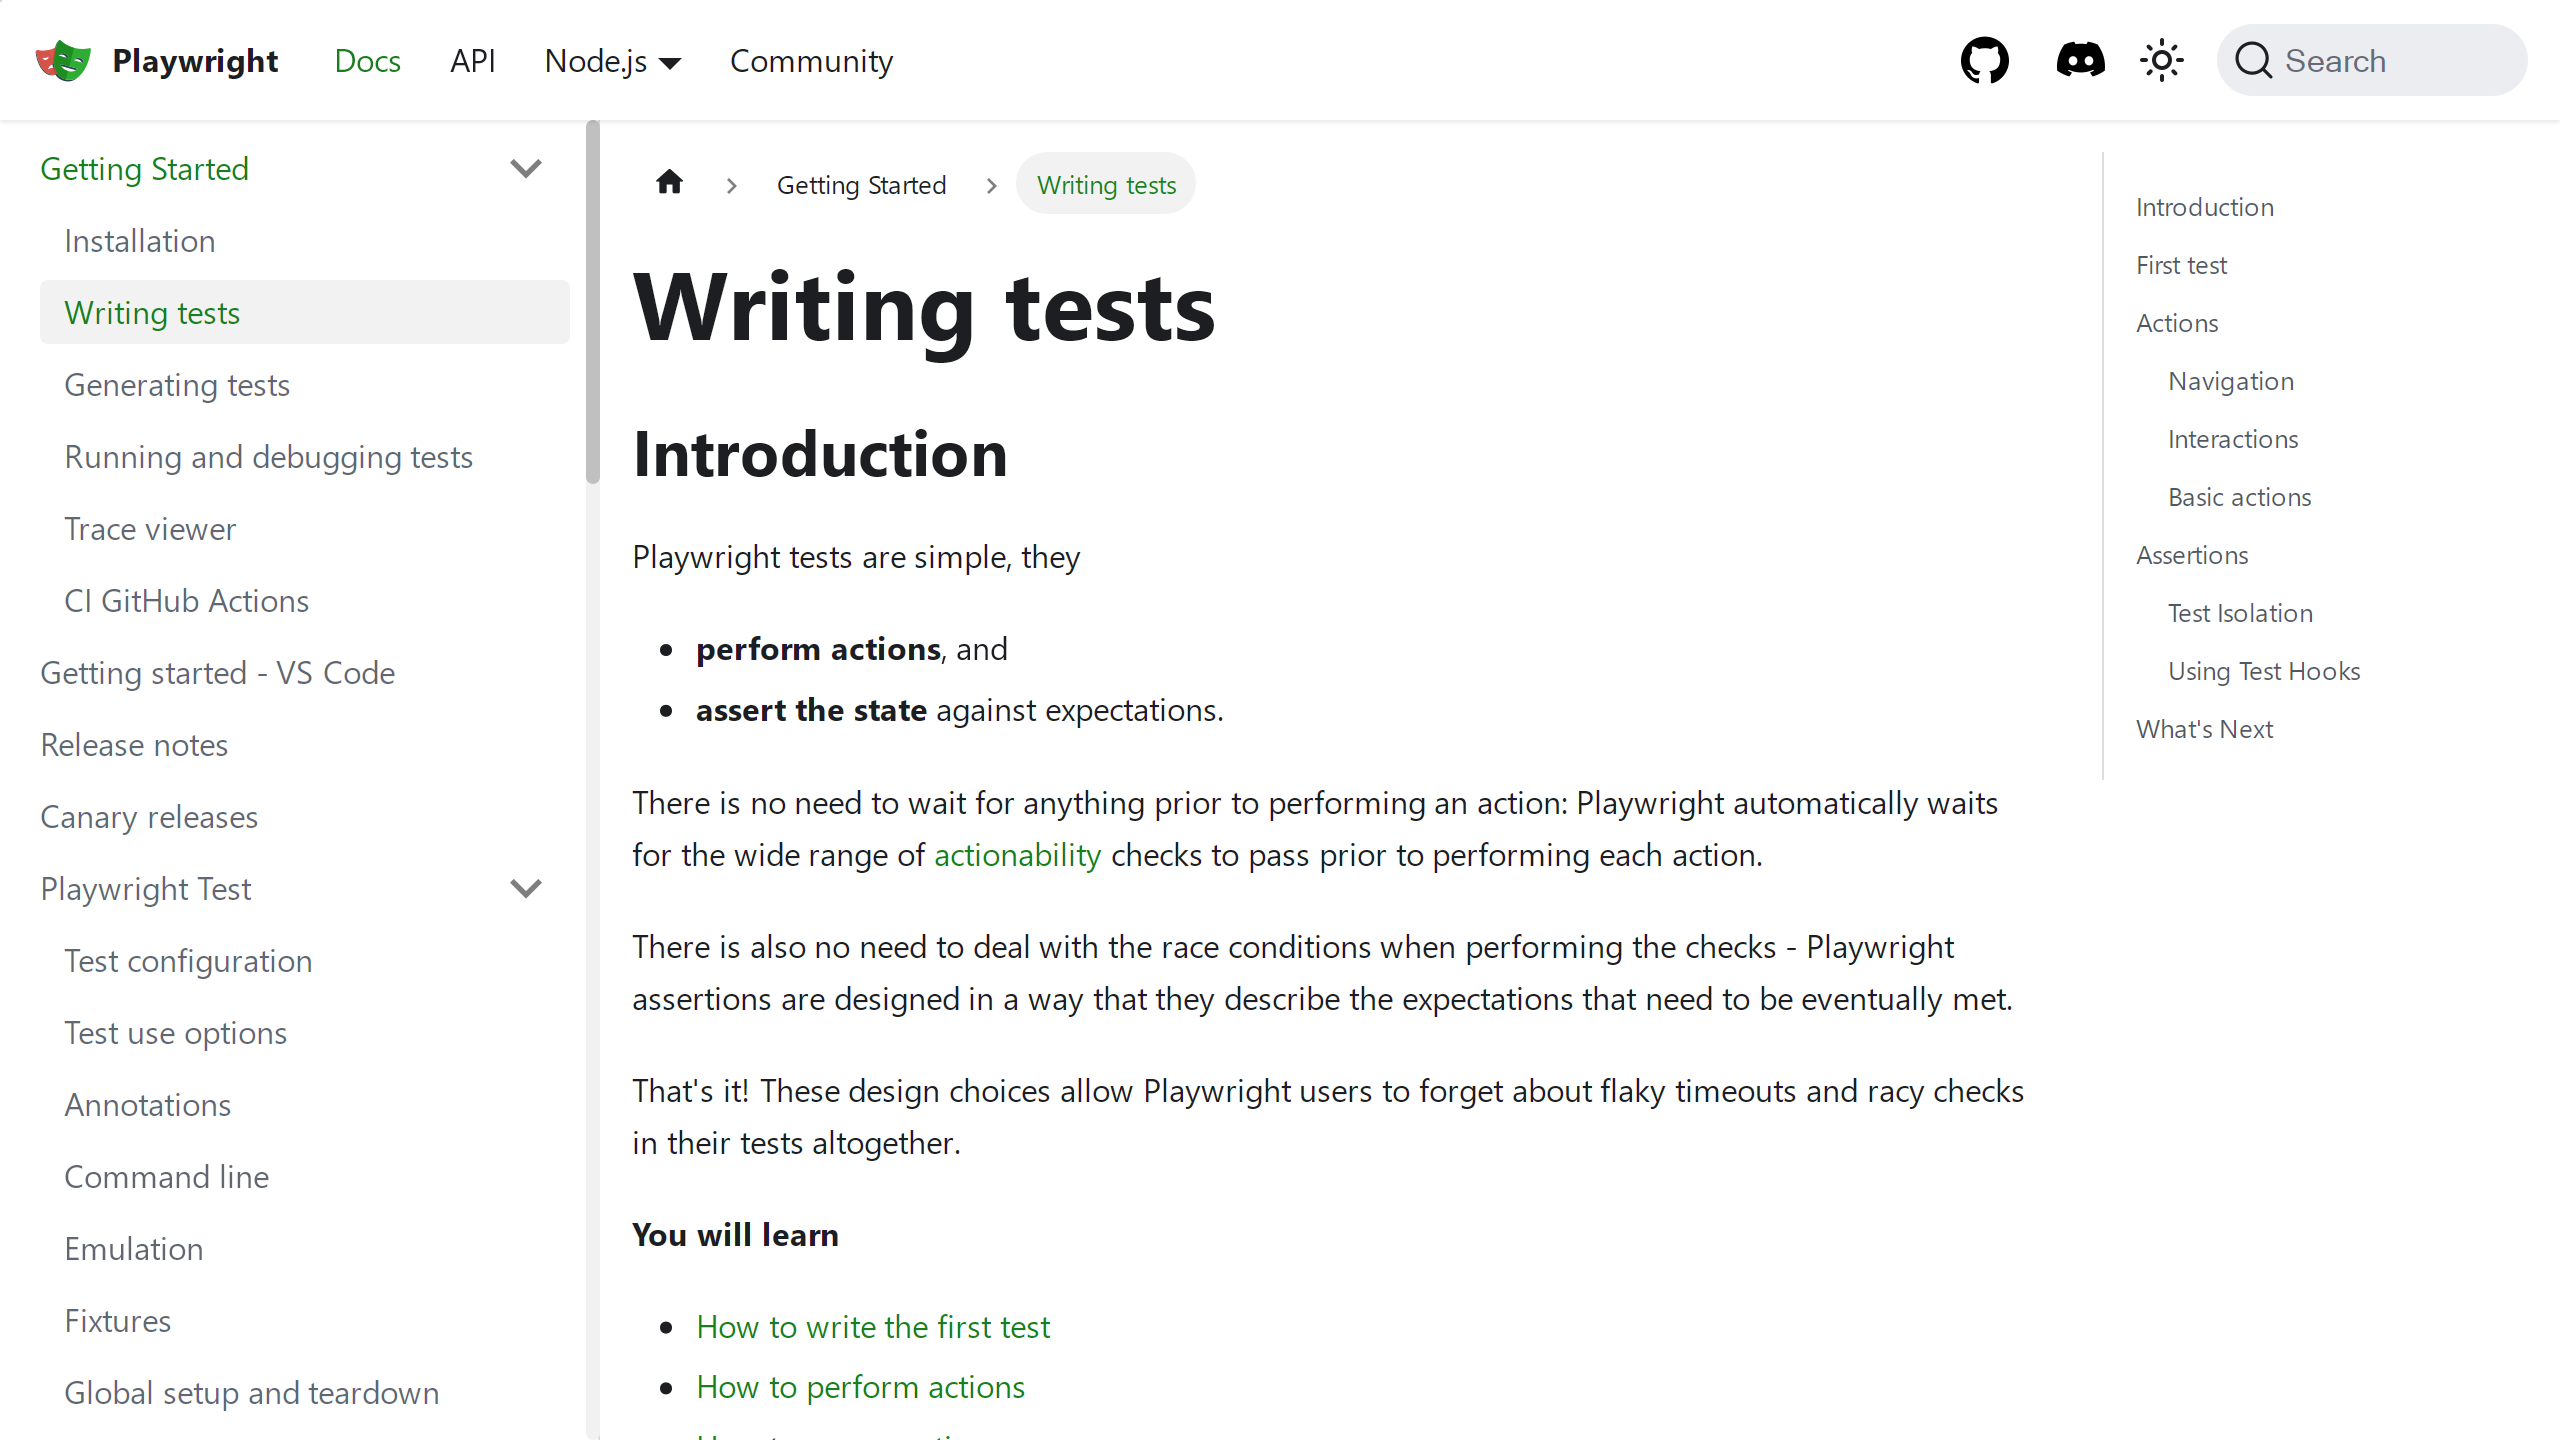 Playwright
Docs
API
Node.js
Community
Search
Getting Started
Installation
Writing tests
Generating tests
Running and debugging tests
Trace viewer
CI GitHub Actions
Getting started - VS Code
Release notes
Canary releases
Playwright Test
Test configuration
Test use options
Annotations
Command line
Emulation
Fixtures
Global setup and teardown
Getting Started
Writing tests
Writing tests
Introduction
Playwright tests are simple, they
perform actions, and
assert the state against expectations.
There is no need to wait for anything prior to performing an action: Playwright automatically waits
for the wide range of actionability checks to pass prior to performing each action.
There is also no need to deal with the race conditions when performing the checks - Playwright
assertions are designed in a way that they describe the expectations that need to be eventually met.
That's it! These design choices allow Playwright users to forget about flaky timeouts and racy checks
in their tests altogether.
You will learn
How to write the first test
How to perform actions
Introduction
First test
Actions
Navigation
Interactions
Basic actions
Assertions
Test Isolation
Using Test Hooks
What's Next